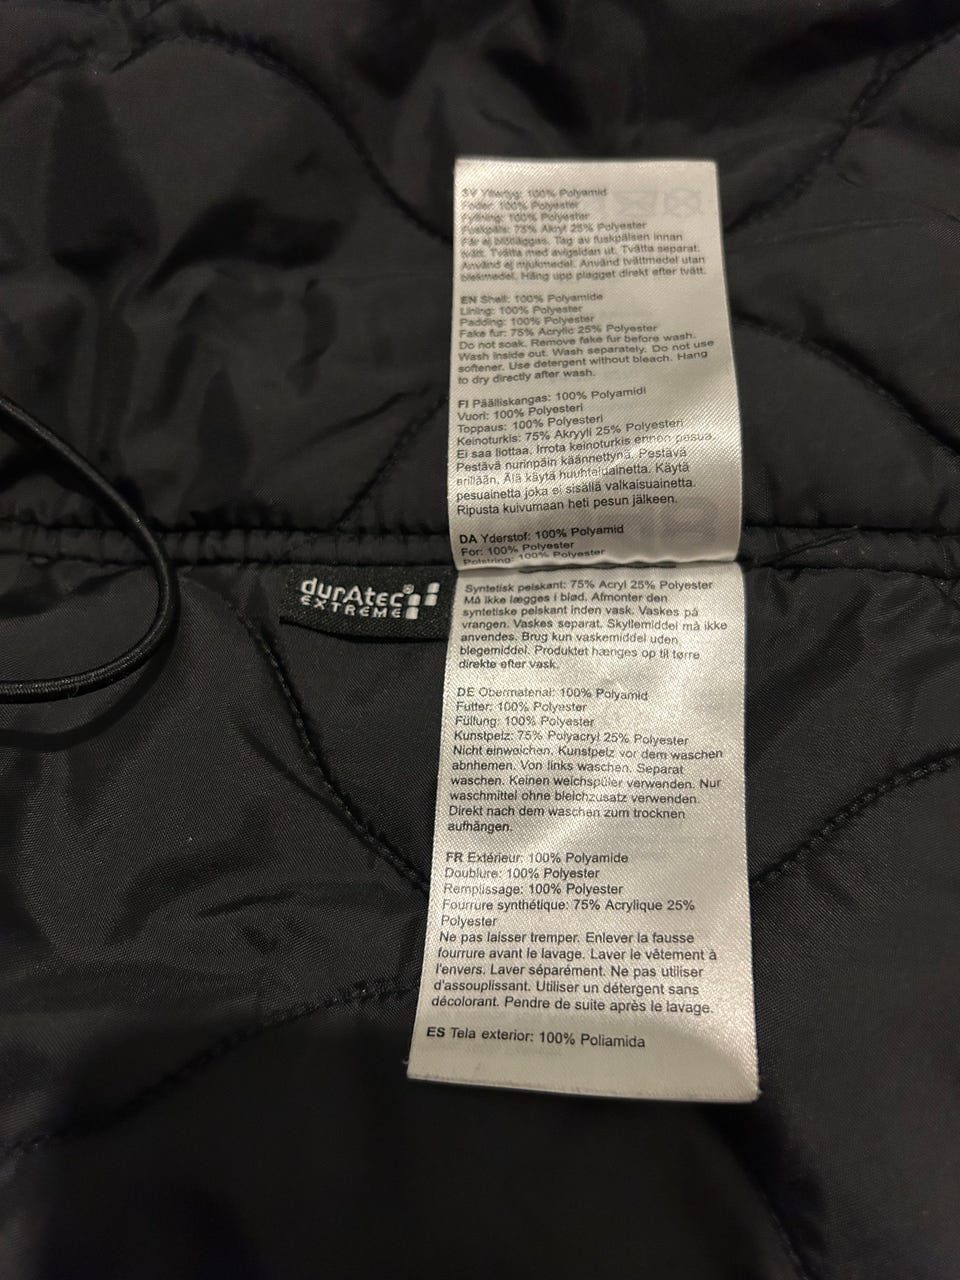 SV Yttertyg: 100% Polyamid
Foder: 100% Polyester
Fyllning: 100% Polyester
Fuskpäls: 75% Akryl 25% Polyester
Får ej blötläggas. Tag av fuskpälsen innan
tvätt. Tvätta med avigsidan ut. Tvätta separat.
Använd ej mjukmedel. Använd tvättmedel utan
blekmedel. Häng upp plagget direkt efter tvätt.
EN Shell: 100% Polyamide
Lining: 100% Polyester
Padding: 100% Polyester
Fake fur: 75% Acrylic 25% Polyester
Do not soak. Remove fake fur before wash.
Wash inside out. Wash separately. Do not use
softener. Use detergent without bleach. Hang
to dry directly after wash.
FI Päälliskangas: 100% Polyamidi
Vuori: 100% Polyesteri
Toppaus: 100% Polyesteri
Keinoturkis: 75% Akryyli 25% Polyesteri
Ei saa liottaa. Irrota keinoturkis ennen pesua.
Pestävä nurinpäin käännettynä. Pestävä
erillään. Älä käytä huuhteluainetta. Käytä
pesuainetta joka ei sisällä valkaisuainetta.
Ripusta kuivumaan heti pesun jälkeen.
DA Yderstof: 100% Polyamid
For: 100% Polyester
Polstring: 100% Polyester
durAtec®
EXTREME
Syntetisk pelskant: 75% Acryl 25% Polyester
Må ikke lægges i blød. Afmonter den
syntetiske pelskant inden vask. Vaskes på
vrangen. Vaskes separat. Skyllemiddel må ikke
anvendes. Brug kun vaskemiddel uden
blegemiddel. Produktet hænges op til tørre
direkte efter vask.
DE Obermaterial: 100% Polyamid
Futter: 100% Polyester
Füllung: 100% Polyester
Kunstpelz: 75% Polyacryl 25% Polyester
Nicht einweichen. Kunstpelz vor dem waschen
abnhemen. Von links waschen. Separat
waschen. Keinen weichspüler verwenden. Nur
waschmittel ohne bleichzusatz verwenden.
Direkt nach dem waschen zum trocknen
aufhängen.
FR Extérieur: 100% Polyamide
Doublure: 100% Polyester
Remplissage: 100% Polyester
Fourrure synthétique: 75% Acrylique 25%
Polyester
Ne pas laisser tremper. Enlever la fausse
fourrure avant le lavage. Laver le vêtement à
l'envers. Laver séparément. Ne pas utiliser
d'assouplissant. Utiliser un détergent sans
décolorant. Pendre de suite après le lavage.
ES Tela exterior: 100% Poliamida